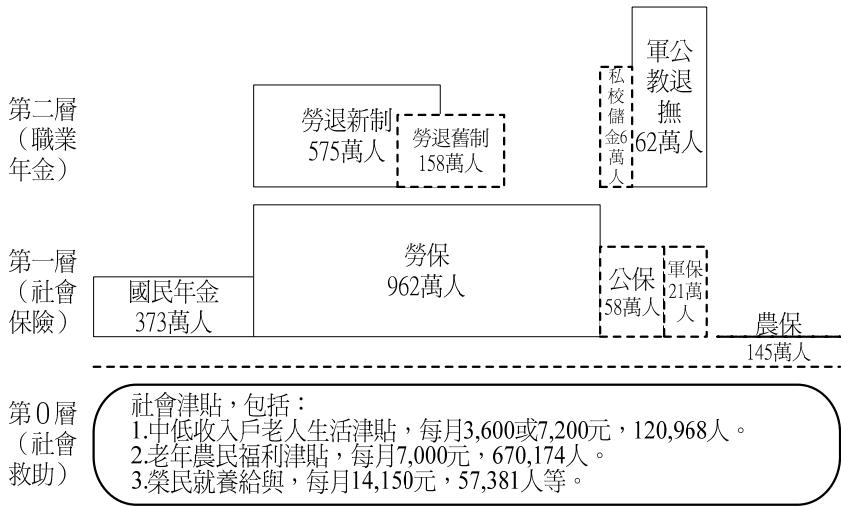 第二層
（職業
年金）
勞退新制
575萬人
勞退舊制
158萬人
私
校
儲
金6
萬
人
軍公
教退
撫
62萬人
第一層
（社會
保險）
國民年金
373萬人
勞保
962萬人
公保
58萬人
軍保
21萬
人
農保
145萬人
第０層
（社會
救助）
社會津貼，包括：
1.中低收入戶老人生活津貼，每月3,600或7,200元，120,968人。
2.老年農民福利津貼，每月7,000元，670,174人。
3.榮民就養給與，每月14,150元，57,381人等。